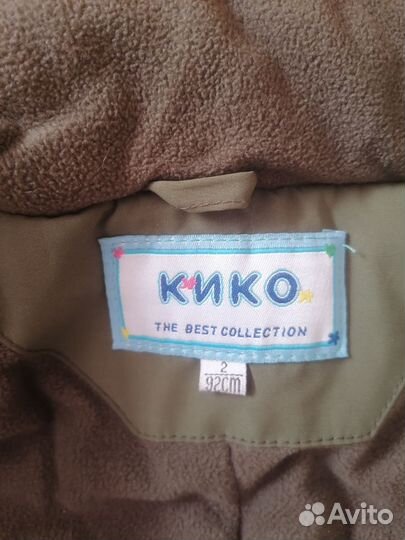 КИКО
THE BEST COLLECTION
2
92CM
Avito